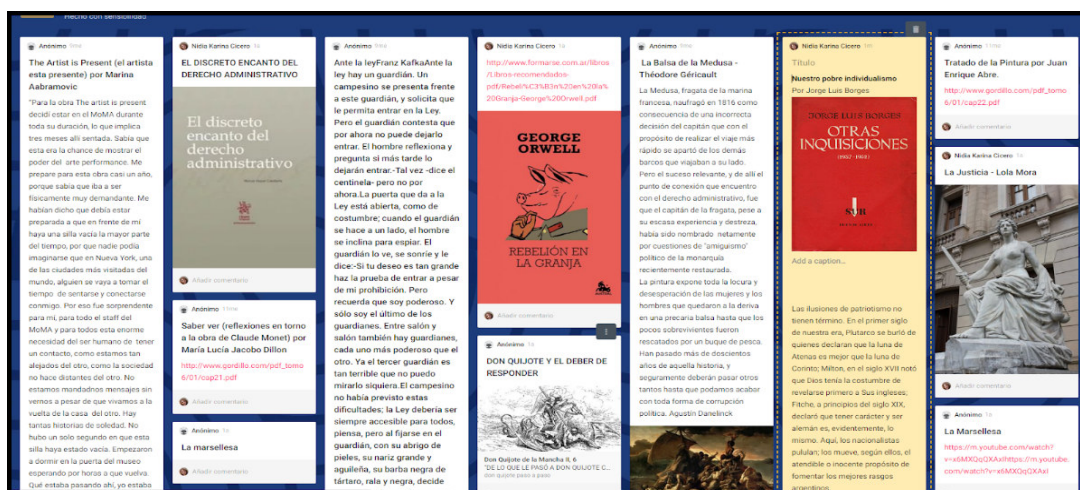 Hecho con sensibilidad
Anónimo 9me
The Artist is Present (el artista
esta presente) por Marina
Aabramovic
"Para la obra The artist is present
decidí estar en el MoMA durante
toda su duración, lo que implica
tres meses allí sentada. Sabía que
esta era la chance de mostrar el
poder del arte performance. Me
prepare para esta obra casi un año,
porque sabia que iba a ser
fisicamente muy demandante. Me
habían dicho que debía estar
preparada a que en frente de mí
haya una silla vacía la mayor parte
del tiempo, por que nadie podía
imaginarse que en Nueva York, una
de las ciudades más visitadas del
mundo, alguien se vaya a tomar el
tiempo de sentarse y conectarse
conmigo. Por eso fue sorprendente
para mí, para todo el staff del
MoMA y para todos esta enorme
necesidad del ser humano de tener
un contacto, como estamos tan
alejados del otro, como la sociedad
no hace distantes del otro. No
estamos mandadnos mensajes sin
vernos a pesar de que vivamos a la
vuelta de la casa del otro. Hay
tantas historias de soledad. No
hubo un solo segundo en que esta
silla haya estado vacía. Empezaron
a dormir en la puerta del museo
esperando por horas a que vuelva.
Qué estaba pasando ahí, yo estaba
Nidia Karina Cicero 1a
EL DISCRETO ENCANTO DEL
DERECHO ADMINISTRATIVO
El discreto
encanto del
derecho
administrativo
Añadir comentario
Anónimo 11me
Saber ver (reflexiones en torno
a la obra de Claude Monet) por
María Lucía Jacobo Dillon
http://www.gordillo.com/pdf_tomo
6/01/cap21.pdf
Añadir comentario
Anónimo 1a
La marsellesa
Añadir comentario
Anónimo 9me
Ante la leyFranz KafkaAnte la
ley hay un guardián. Un
campesino se presenta frente
a este guardián, y solicita que
le permita entrar en la Ley.
Pero el guardián contesta que
por ahora no puede dejarlo
entrar. El hombre reflexiona y
pregunta si más tarde lo
dejarán entrar.-Tal vez -dice el
centinela- pero no por
ahora.La puerta que da a la
Ley está abierta, como de
costumbre; cuando el guardián
se hace a un lado, el hombre
se inclina para espiar. El
guardián lo ve, se sonríe y le
dice:-Si tu deseo es tan grande
haz la prueba de entrar a pesar
de mi prohibición. Pero
recuerda que soy poderoso. Y
sólo soy el último de los
guardianes. Entre salón y
salón también hay guardianes,
cada uno más poderoso que el
otro. Ya el tercer guardián es
tan terrible que no puedo
mirarlo siquiera.El campesino
no había previsto estas
dificultades: la Ley debería ser
siempre accesible para todos,
piensa, pero al fijarse en el
guardián, con su abrigo de
pieles, su nariz grande y
aguileña, su barba negra de
tártaro, rala y negra, decide
Nidia Karina Cicero 1a
http://www.formarse.com.ar/libros
/Libros-recomendados-
pdf/Rebel%C3%B3n%20en%20la%
20Granja-George%20Orwell.pdf
GEORGE
ORWELL
REBELIÓN EN
LA GRANJA
Añadir comentario
Anónimo 1a
DON QUIJOTE Y EL DEBER DE
RESPONDER
Don Quijote de la Mancha II, 6
"DE LO QUE LE PASÓ A DON QUIJOTE C...
don quijote paso a paso
Anónimo 9me
La Balsa de la Medusa -
Théodore Géricault
La Medusa, fragata de la marina
francesa, naufragó en 1816 como
consecuencia de una incorrecta
decisión del capitán que con el
propósito de realizar el viaje más
rápido se apartó de los demás
barcos que viajaban a su lado.
Pero el suceso relevante, y de allí el
punto de conexión que encuentro
con el derecho administrativo, fue
que el capitán de la fragata, pese a
su escasa experiencia y destreza,
había sido nombrado netamente
por cuestiones de "amiguismo"
político de la monarquía
recientemente restaurada.
La pintura expone toda la locura y
desesperación de las mujeres y los
hombres que quedaron a la deriva
en una precaria balsa hasta que los
pocos sobrevivientes fueron
rescatados por un buque de pesca.
Han pasado más de descientos
años de aquella historia, y
seguramente deberán pasar otros
tantos hasta que podamos acabar
con toda forma de corrupción
política. Agustín Danelinck
Nidia Karina Cicero 1m
Título
Nuestro pobre individualismo
Por Jorge Luis Borges
JORGE LUIS BORGES
OTRAS
INQUISICIONES
(1937 - 1952)
SUR
Add a caption...
Las ilusiones de patriotismo no
tienen término. En el primer siglo
de nuestra era, Plutarco se burló de
quienes declaran que la luna de
Atenas es mejor que la luna de
Corinto; Milton, en el siglo XVII notó
que Dios tenía la costumbre de
revelarse primero a Sus ingleses;
Fitche, a principios del siglo XIX,
declaró que tener carácter y ser
alemán es, evidentemente, lo
mismo. Aquí, los nacionalistas
pululan; los mueve, según ellos, el
atendible o inocente propósito de
fomentar los mejores rasgos
argentinos.
Anónimo 11me
Tratado de la Pintura por Juan
Enrique Abre.
http://www.gordillo.com/pdf_tomo
6/01/cap22.pdf
Añadir comentario
Nidia Karina Cicero 1a
La Justicia - Lola Mora
Añadir comentario
Anónimo 1a
La Marsellesa
https://m.youtube.com/watch?
v=x6MXQqQXAxIhttps://m.youtube.
com/watch?v=x6MXQqQXAxI